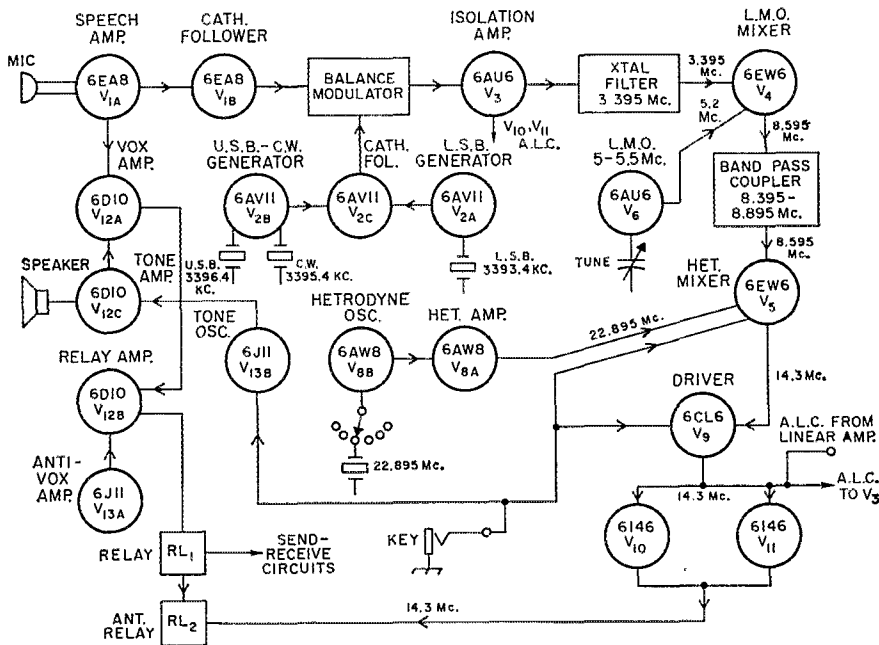 SPEECH
AMP.
CATH.
FOLLOWER
ISOLATION
AMP.
L.M.O.
MIXER
MIC
6EA8
V1A
6EA8
V1B
BALANCE
MODULATOR
6AU6
V3
XTAL
FILTER
3 395 Mc.
3.395
Mc.
6EW6
V4
VOX
AMP.
U.S.B.-C.W.
GENERATOR
CATH.
FOL.
V10, V11
A.L.C.
L.S.B.
GENERATOR
L.M.O.
5-5.5Mc.
5.2
Mc.
8.595
Mc.
6D10
V12A
6AV11
V2B
6AV11
V2C
6AV11
V2A
6AU6
V6
BAND PASS
COUPLER
8.395-
8.895 Mc.
SPEAKER
TONE
AMP.
U.S.B.
3396.4
KC.
C.W.
3395.4 KC.
L.S.B.
3393.4KC.
TUNE
8.595
Mc.
HET.
MIXER
6D10
V12C
TONE
OSC.
HETRODYNE
OSC.
HET. AMP.
22.895 Mc.
6EW6
V5
RELAY AMP.
6J11
V13B
6AW8
V8B
6AW8
V8A
6D10
V12B
DRIVER
14.3 Mc.
6CL6
V9
A.L.C. FROM
LINEAR AMP.
ANTI-
VOX
AMP.
6J11
V13A
22.895 Mc.
14.3 Mc.
A.L.C.
TO V3
RELAY
RL1
SEND-
RECEIVE
CIRCUITS
KEY
6146
V10
6146
V11
ANT.
RELAY
RL2
14.3 Mc.